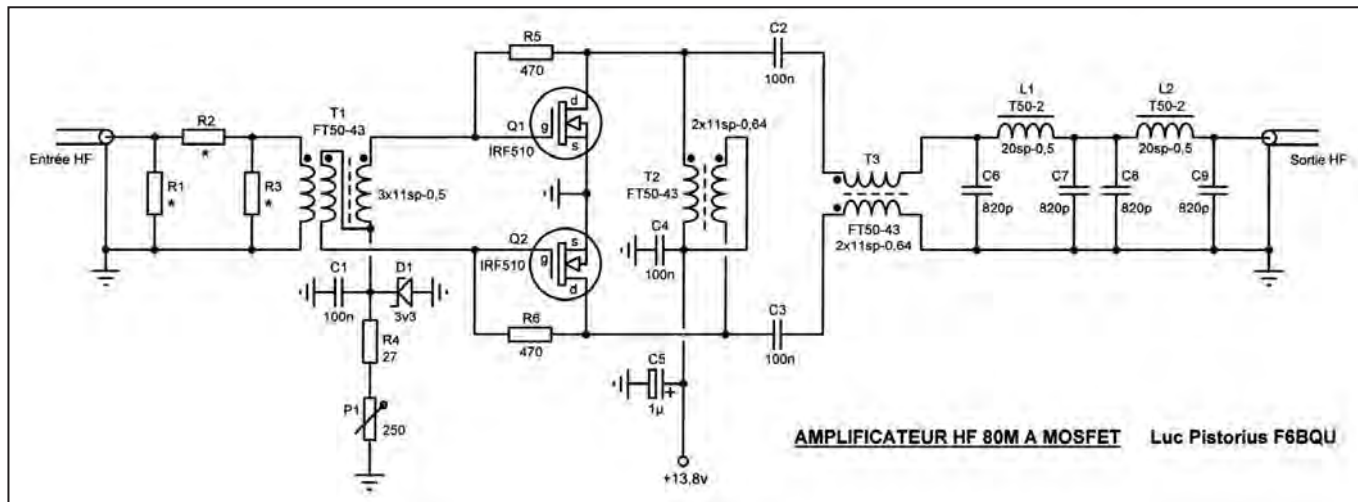 R5
470
C2
100n
T1
FT50-43
R2
*
Entrée HF
R1
*
R3
*
3x11sp-0,5
Q1
IRF510
g
d
s
2x11sp-0,64
T2
FT50-43
L1
T50-2
20sp-0,5
L2
T50-2
20sp-0,5
Sortie HF
T3
FT50-43
2x11sp-0,64
C6
820p
C7
820p
C8
820p
C9
820p
Q2
IRF510
s
g
d
C4
100n
C1
100n
D1
3v3
R6
470
C3
100n
R4
27
C5
+
1µ
P1
250
+13,8v
AMPLIFICATEUR HF 80M A MOSFET Luc Pistorius F6BQU